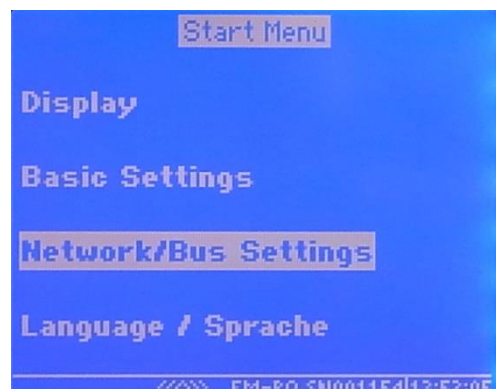 Start Menu
Display
Basic Settings
Network/Bus Settings
Language / Sprache